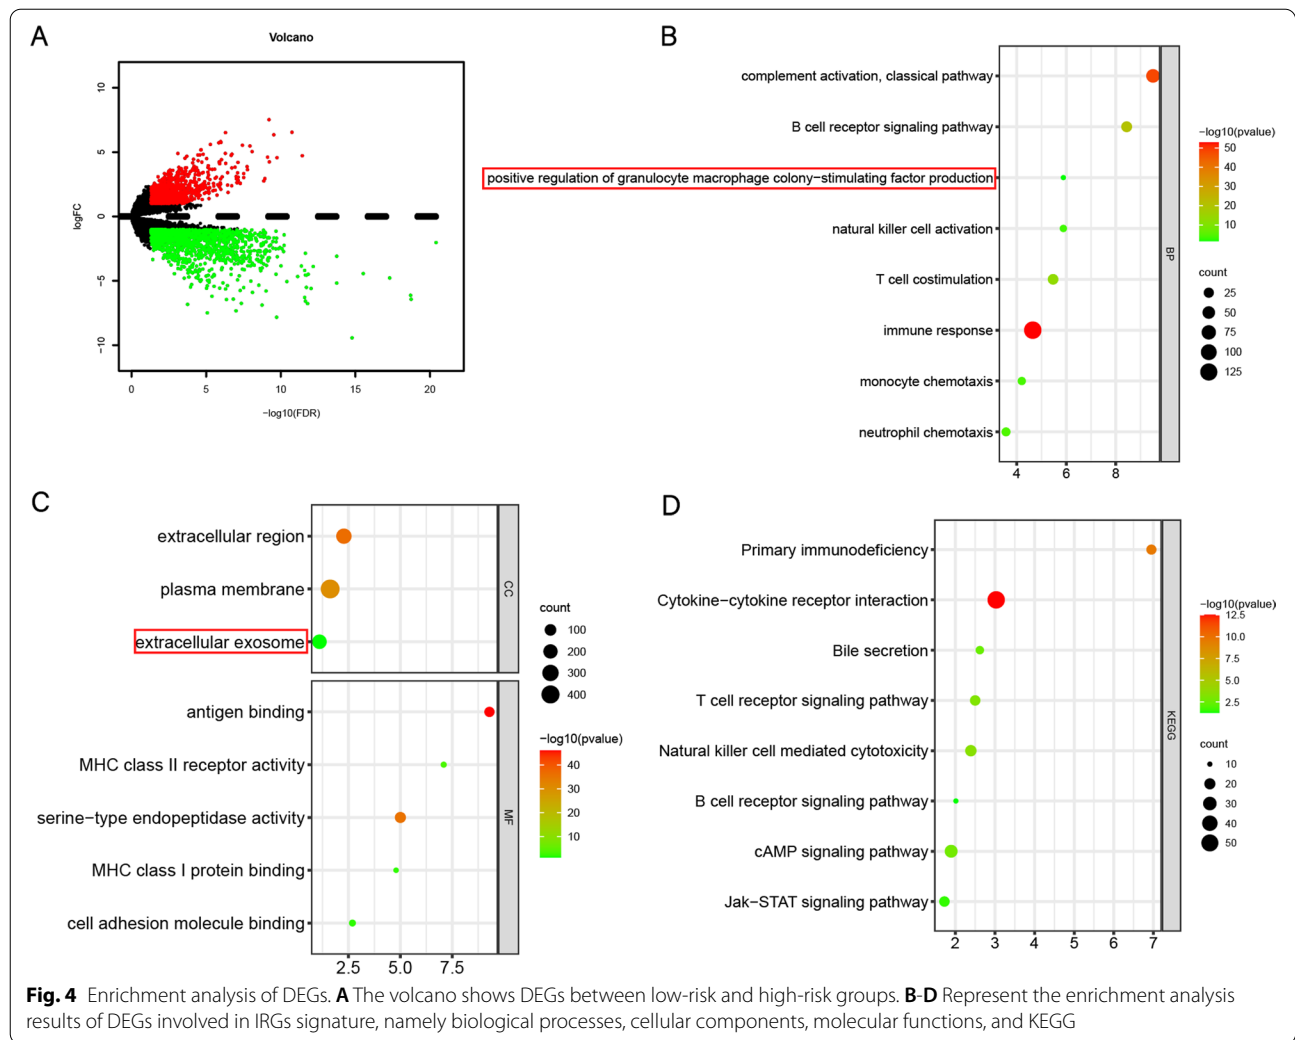 A
Volcano
10
5
0
−5
−10
logFC
0 5 10 15 20
−log10(FDR)
B
complement activation, classical pathway
B cell receptor signaling pathway
positive regulation of granulocyte macrophage colony−stimulating factor production
natural killer cell activation
T cell costimulation
immune response
monocyte chemotaxis
neutrophil chemotaxis
4 6 8
BP
−log10(pvalue)
50
40
30
20
10
count
25
50
75
100
125
C
extracellular region
plasma membrane
extracellular exosome
CC
antigen binding
MHC class II receptor activity
serine−type endopeptidase activity
MHC class I protein binding
cell adhesion molecule binding
MF
2.5 5.0 7.5
count
100
200
300
400
−log10(pvalue)
40
30
20
10
D
Primary immunodeficiency
Cytokine−cytokine receptor interaction
Bile secretion
T cell receptor signaling pathway
Natural killer cell mediated cytotoxicity
B cell receptor signaling pathway
cAMP signaling pathway
Jak−STAT signaling pathway
2 3 4 5 6 7
KEGG
−log10(pvalue)
12.5
10.0
7.5
5.0
2.5
count
10
20
30
40
50
Fig. 4 Enrichment analysis of DEGs. A The volcano shows DEGs between low-risk and high-risk groups. B-D Represent the enrichment analysis
results of DEGs involved in IRGs signature, namely biological processes, cellular components, molecular functions, and KEGG